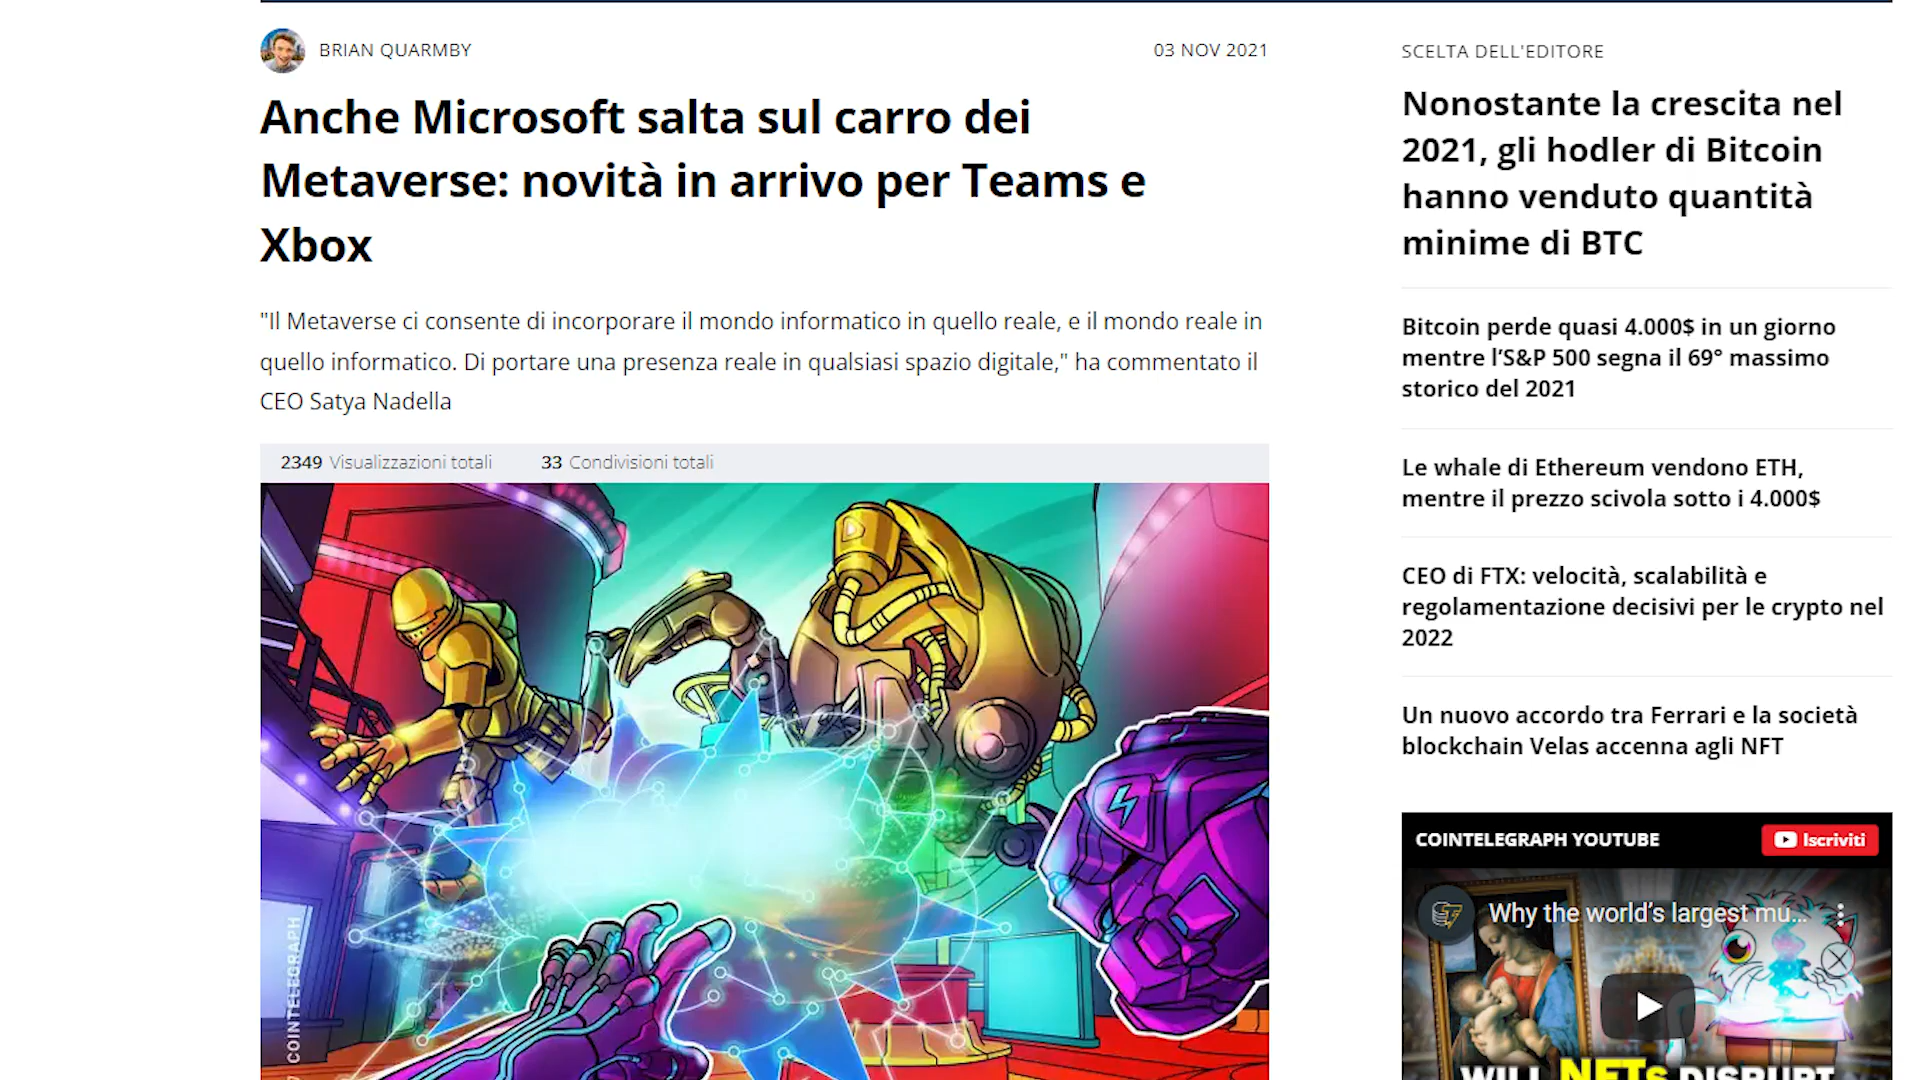 BRIAN QUARMBY
03 NOV 2021
Anche Microsoft salta sul carro dei
Metaverse: novità in arrivo per Teams e
Xbox
"Il Metaverse ci consente di incorporare il mondo informatico in quello reale, e il mondo reale in
quello informatico. Di portare una presenza reale in qualsiasi spazio digitale," ha commentato il
CEO Satya Nadella
2349 Visualizzazioni totali
33 Condivisioni totali
COINTELEGRAPH
SCELTA DELL'EDITORE
Nonostante la crescita nel
2021, gli hodler di Bitcoin
hanno venduto quantità
minime di BTC
Bitcoin perde quasi 4.000$ in un giorno
mentre l’S&P 500 segna il 69° massimo
storico del 2021
Le whale di Ethereum vendono ETH,
mentre il prezzo scivola sotto i 4.000$
CEO di FTX: velocità, scalabilità e
regolamentazione decisivi per le crypto nel
2022
Un nuovo accordo tra Ferrari e la società
blockchain Velas accenna agli NFT
COINTELEGRAPH YOUTUBE
Iscriviti
Why the world’s largest mu...
WILL NFTs DISRUPT